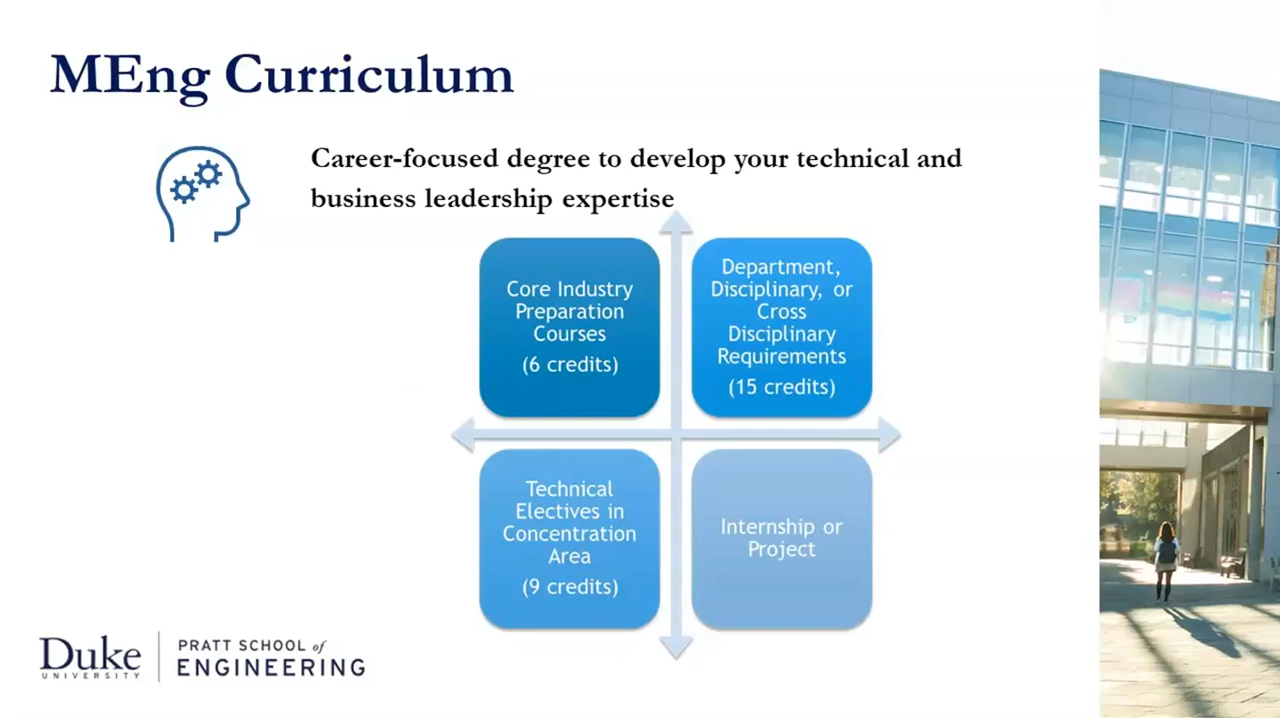 MEng Curriculum
Career-focused degree to develop your technical and
business leadership expertise
Core Industry
Preparation
Courses
(6 credits)
Department,
Disciplinary, or
Cross
Disciplinary
Requirements
(15 credits)
Technical
Electives in
Concentration
Area
(9 credits)
Internship or
Project
Duke
UNIVERSITY
PRATT SCHOOL of
ENGINEERING